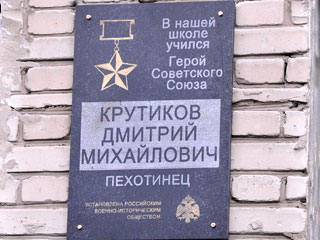 В нашей
школе
учился
Герой
Советского
Союза
КРУТИКОВ
ДМИТРИЙ
МИХАЙЛОВИЧ
ПЕХОТИНЕЦ
УСТАНОВЛЕНА РОССИЙСКИМ
ВОЕННО-ИСТОРИЧЕСКИМ
ОБЩЕСТВОМ